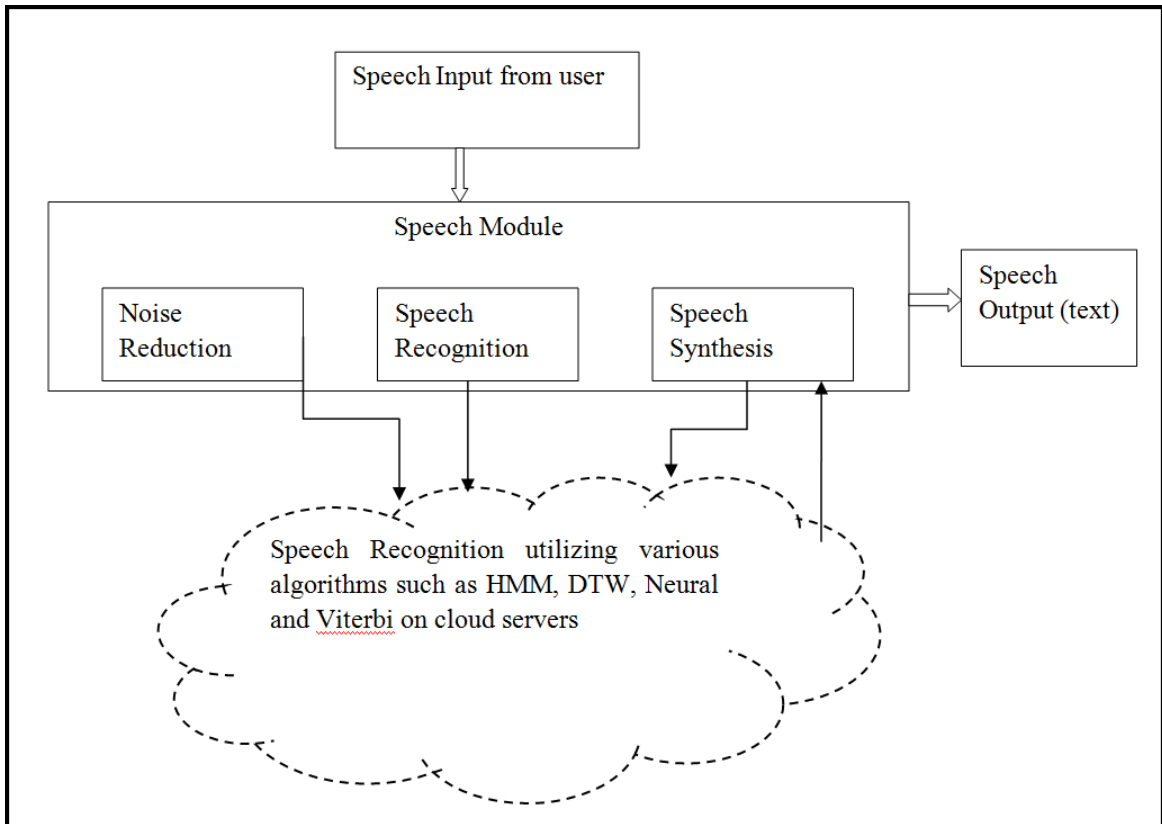 Speech Input from user
Speech Module
Noise
Reduction
Speech
Recognition
Speech
Synthesis
Speech
Output (text)
Speech Recognition utilizing various
algorithms such as HMM, DTW, Neural
and Viterbi on cloud servers